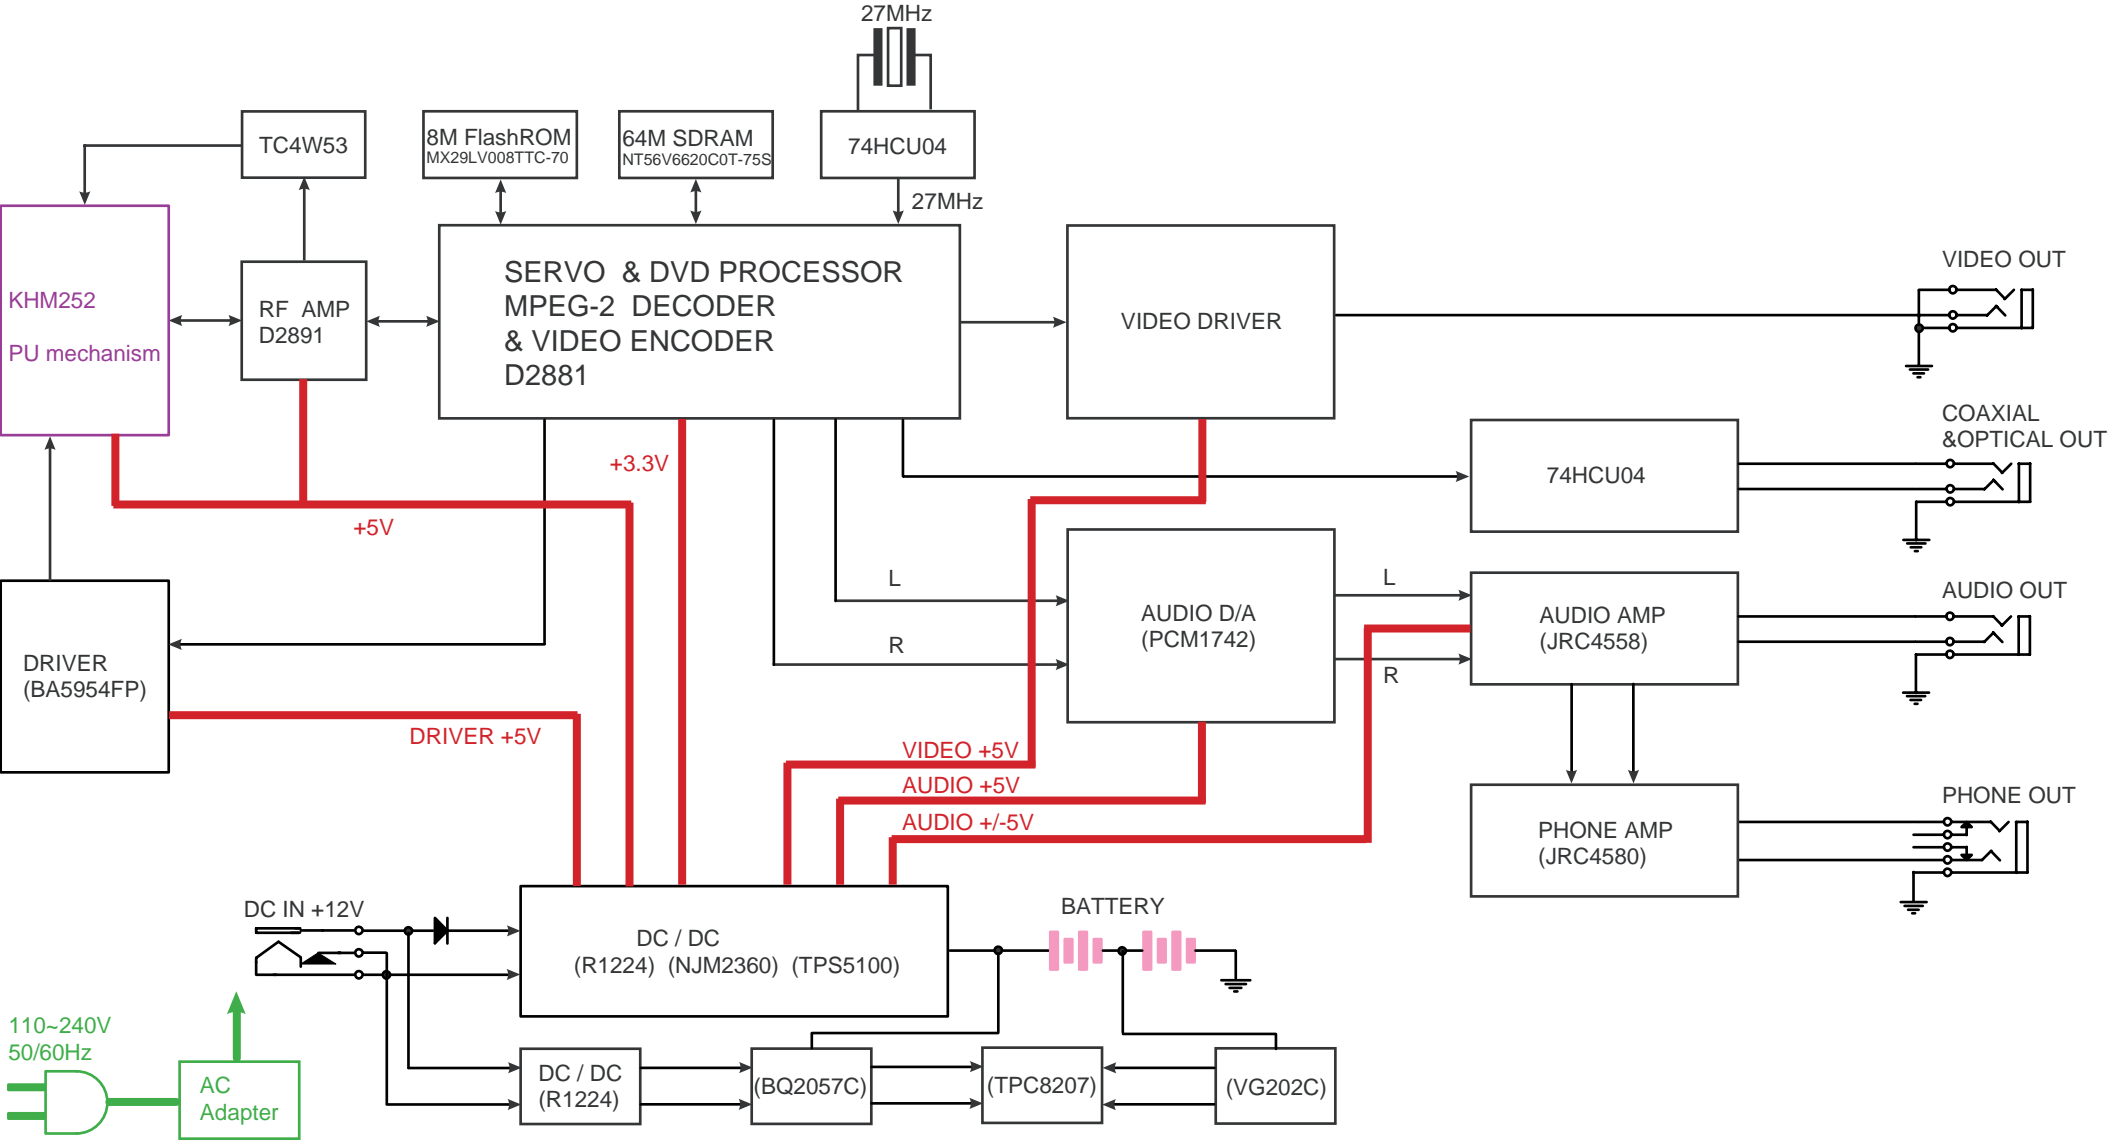 27MHz
TC4W53
8M FlashROM
MX29LV008TTC-70
64M SDRAM
NT56V6620C0T-75S
74HCU04
27MHz
KHM252
PU mechanism
RF AMP
D2891
SERVO & DVD PROCESSOR
MPEG-2 DECODER
& VIDEO ENCODER
D2881
VIDEO DRIVER
VIDEO OUT
COAXIAL
&OPTICAL OUT
74HCU04
+3.3V
+5V
L
R
AUDIO D/A
(PCM1742)
L
R
AUDIO AMP
(JRC4558)
AUDIO OUT
DRIVER
(BA5954FP)
DRIVER +5V
VIDEO +5V
AUDIO +5V
AUDIO +/-5V
PHONE AMP
(JRC4580)
PHONE OUT
DC IN +12V
DC / DC
(R1224) (NJM2360) (TPS5100)
BATTERY
110~240V
50/60Hz
AC
Adapter
DC / DC
(R1224)
(BQ2057C)
(TPC8207)
(VG202C)